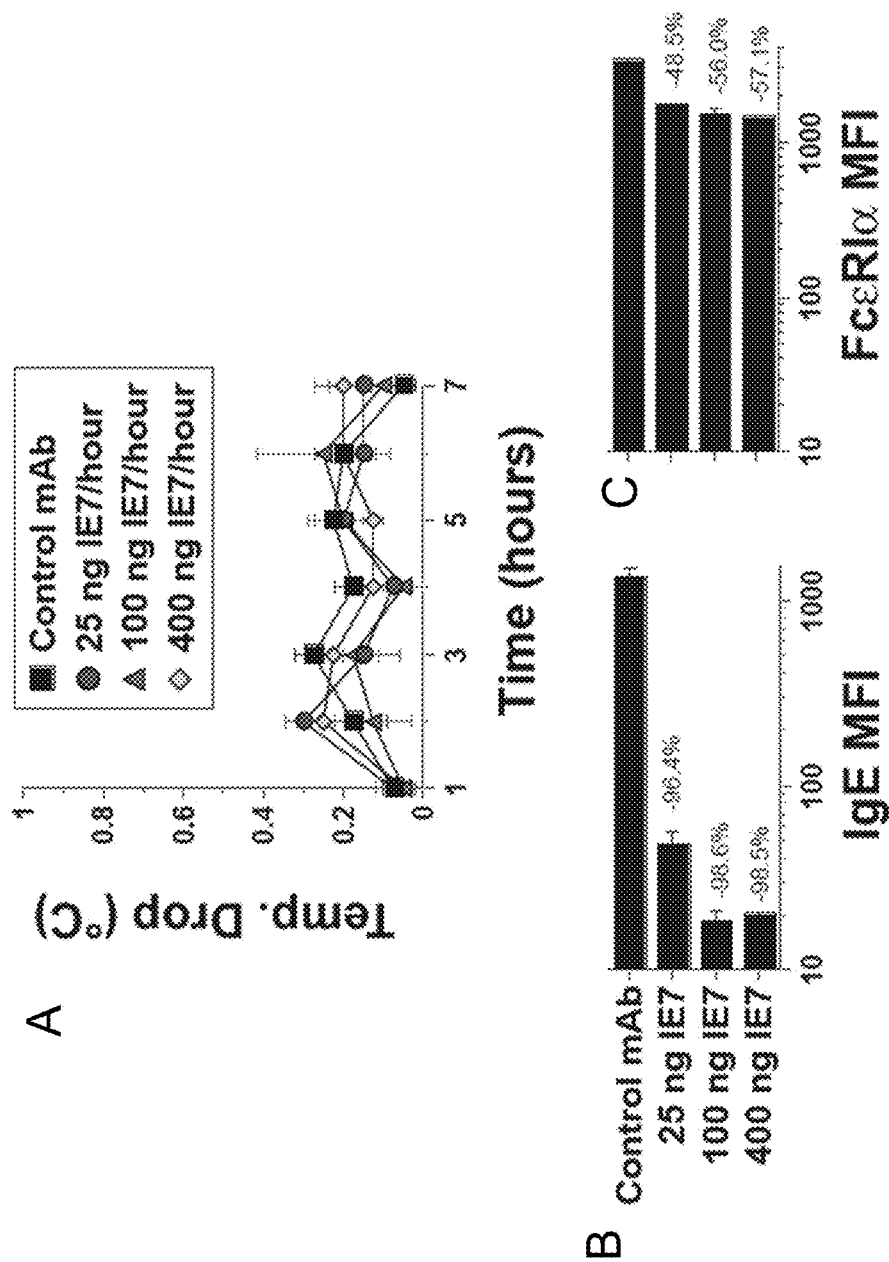 A
Temp. Drop (°C)
1
0.8
0.6
0.4
0.2
0
1
3
5
7
Time (hours)
Control mAb
25 ng IE7/hour
100 ng IE7/hour
400 ng IE7/hour
B
Control mAb
25 ng IE7
100 ng IE7
400 ng IE7
-96.4%
-98.6%
-98.5%
10
100
1000
IgE MFI
C
-48.5%
-56.0%
-57.1%
10
100
1000
FcεRIα MFI